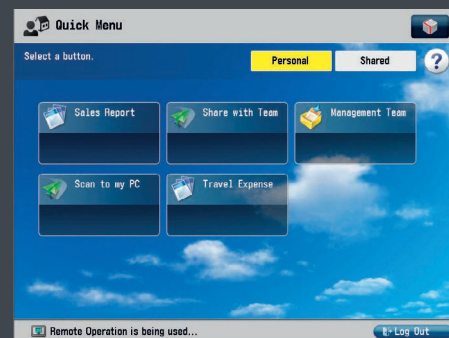 Quick Menu
Select a button.
Personal
Shared
?
Sales Report
Share with Team
Management Team
Scan to my PC
Travel Expense
Remote Operation is being used...
Log Out